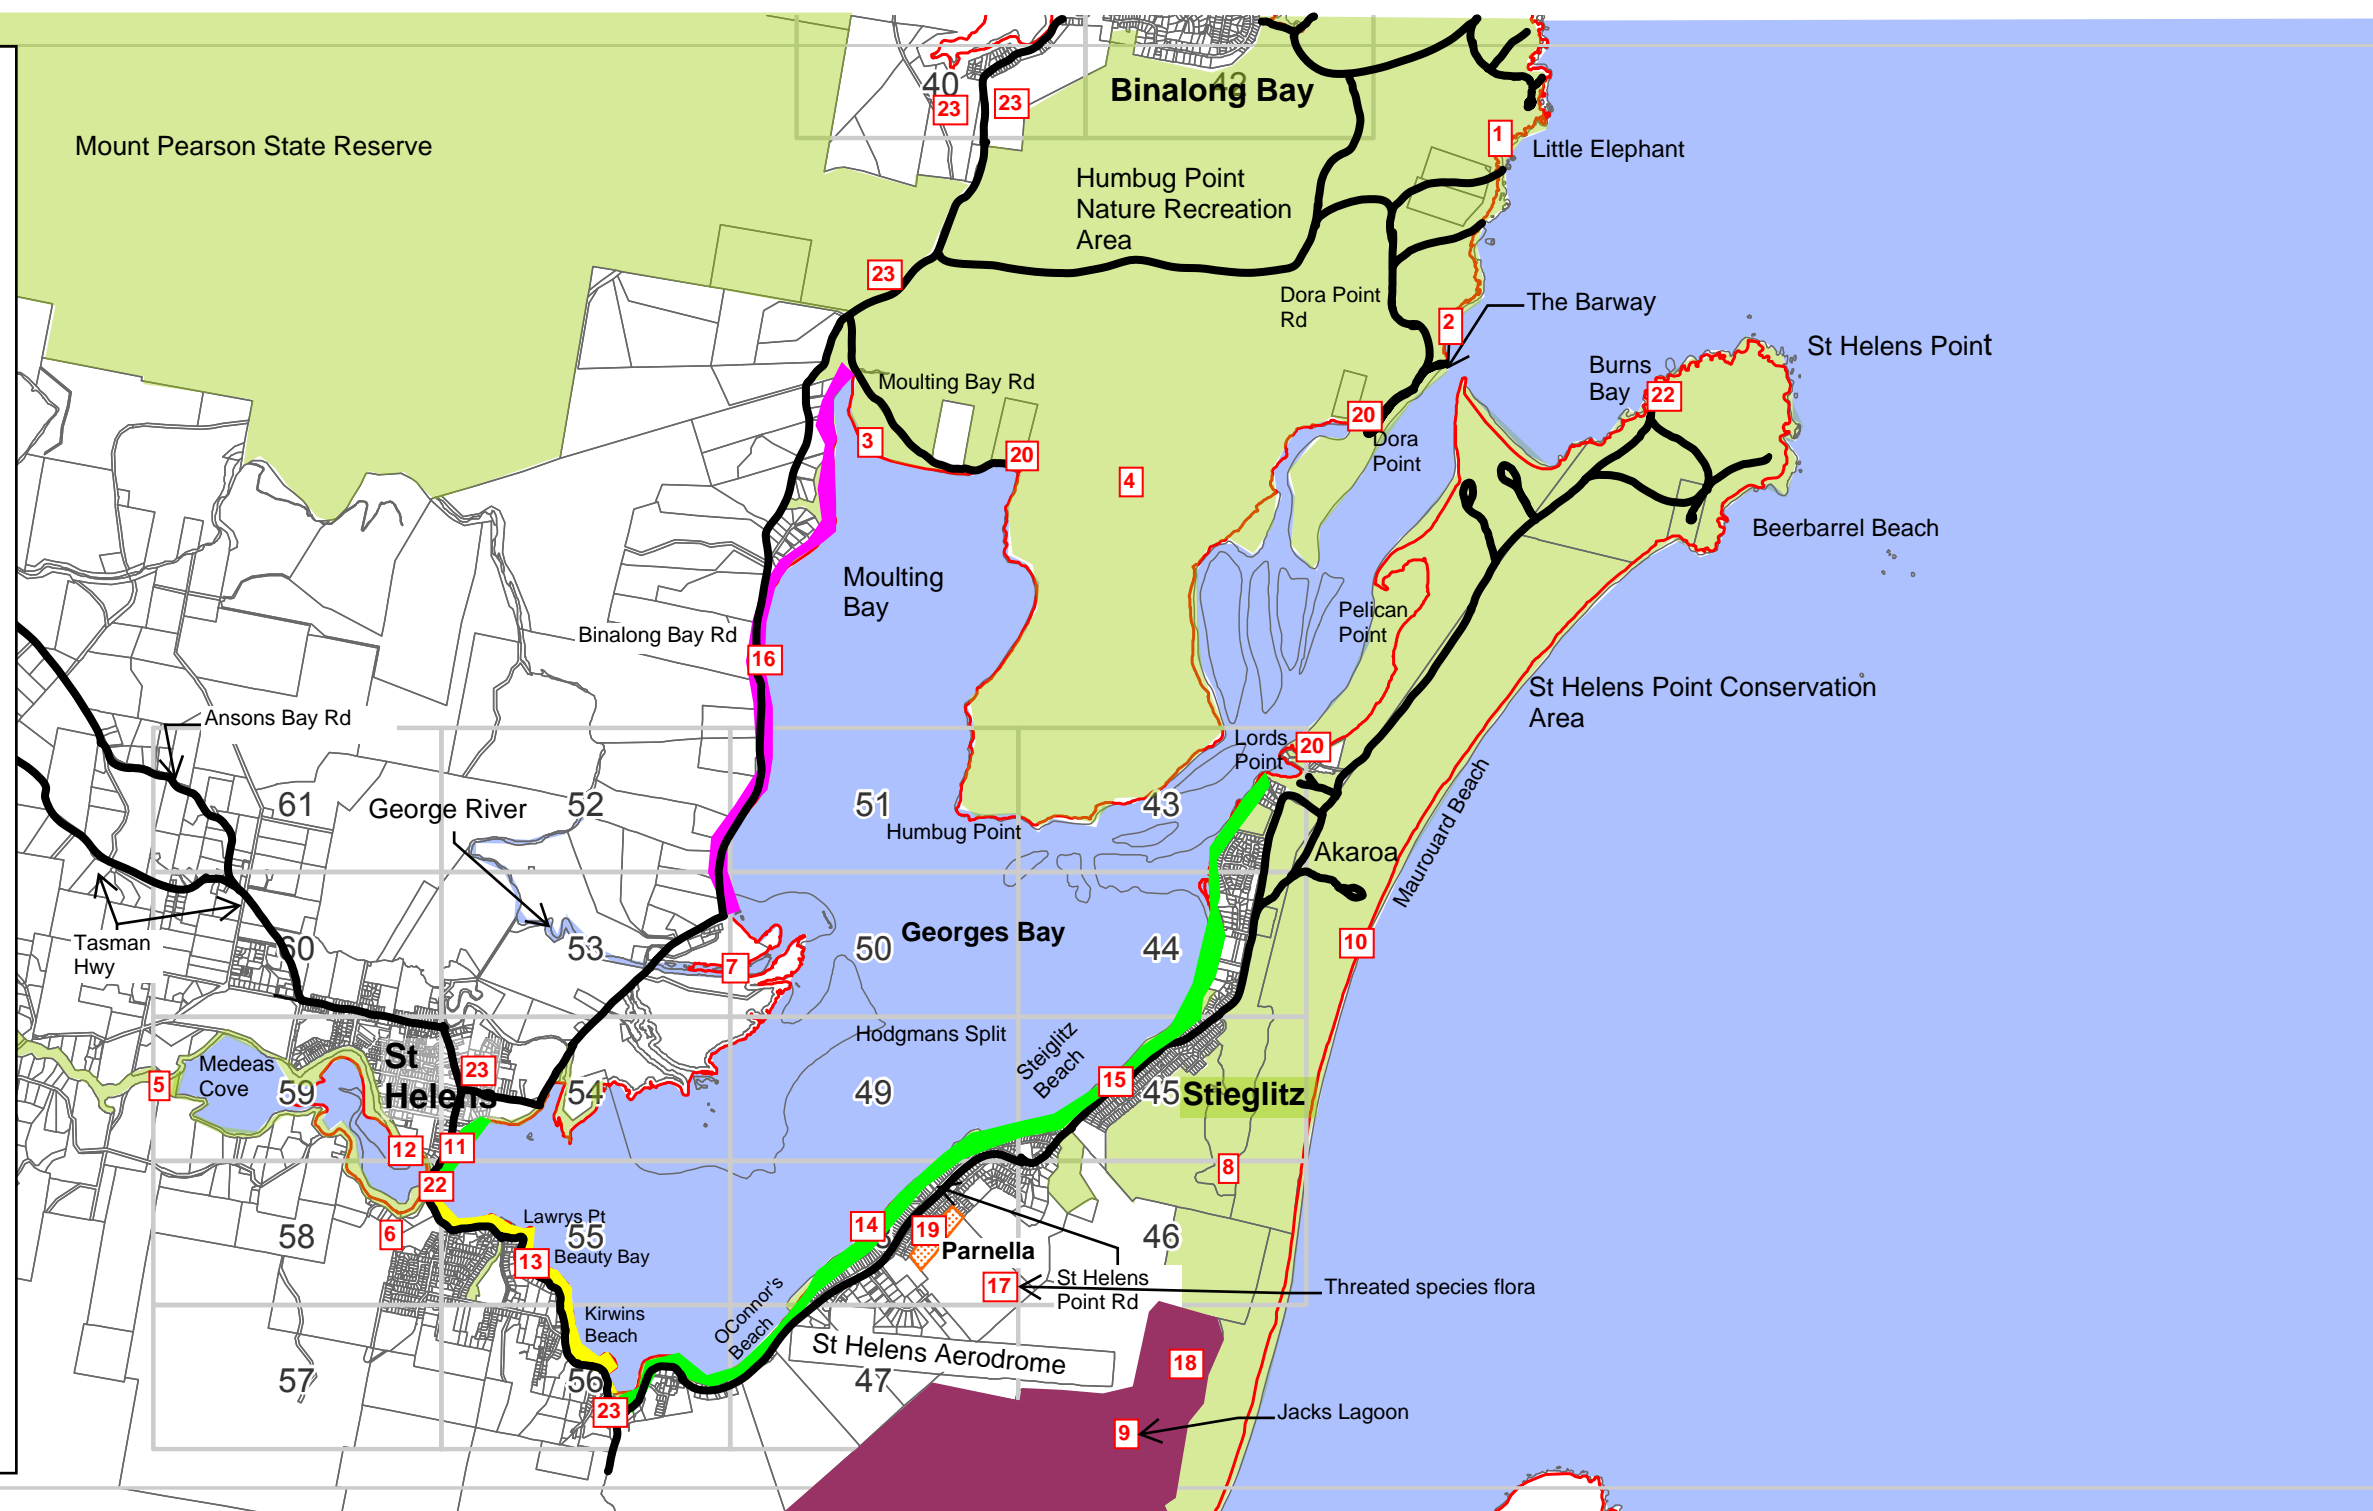 40
42
Binalong Bay
23
23
1
Mount Pearson State Reserve
Little Elephant
Humbug Point
Nature Recreation
Area
23
Dora Point
Rd
The Barway
2
St Helens Point
Burns
Bay
22
Moulting Bay Rd
20
3
Dora
Point
20
4
Beerbarrel Beach
Moulting
Bay
Pelican
Point
Binalong Bay Rd
16
St Helens Point Conservation
Area
Ansons Bay Rd
Lords
Point
20
61
George River
52
51
43
Humbug Point
Akaroa
Maurouard Beach
Tasman
Hwy
60
53
50
Georges Bay
44
10
7
Hodgmans Split
Steiglitz
Beach
Medeas
Cove
St
Helens
23
5
59
54
49
15
45
Stieglitz
12
11
8
22
Lawrys Pt
6
58
55
14
19
46
13
Beauty Bay
Parnella
17
St Helens
Point Rd
Threated species flora
Kirwins
Beach
OConnor's
Beach
St Helens Aerodrome
18
57
56
47
23
9
Jacks Lagoon